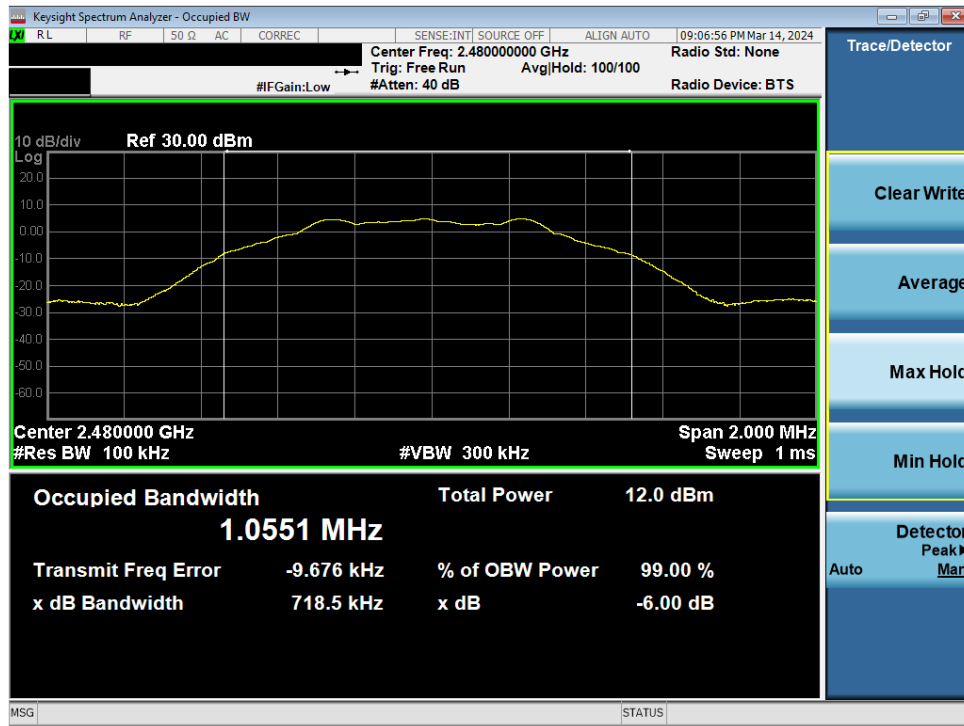 Keysight Spectrum Analyzer - Occupied BW
LXI RL RF 50 Ω AC CORREC SENSE:INT SOURCE OFF ALIGN AUTO 09:06:56 PM Mar 14, 2024
Center Freq: 2.480000000 GHz Radio Std: None
Trig: Free Run Avg|Hold: 100/100
#IFGain:Low #Atten: 40 dB Radio Device: BTS
10 dB/div Ref 30.00 dBm
Log
20.0
10.0
0.00
-10.0
-20.0
-30.0
-40.0
-50.0
-60.0
Center 2.480000 GHz Span 2.000 MHz
#Res BW 100 kHz #VBW 300 kHz Sweep 1 ms
Occupied Bandwidth Total Power 12.0 dBm
1.0551 MHz
Transmit Freq Error -9.676 kHz % of OBW Power 99.00 %
x dB Bandwidth 718.5 kHz x dB -6.00 dB
MSG STATUS
Trace/Detector
Clear Write
Average
Max Hold
Min Hold
Detector
Peak
Auto Man